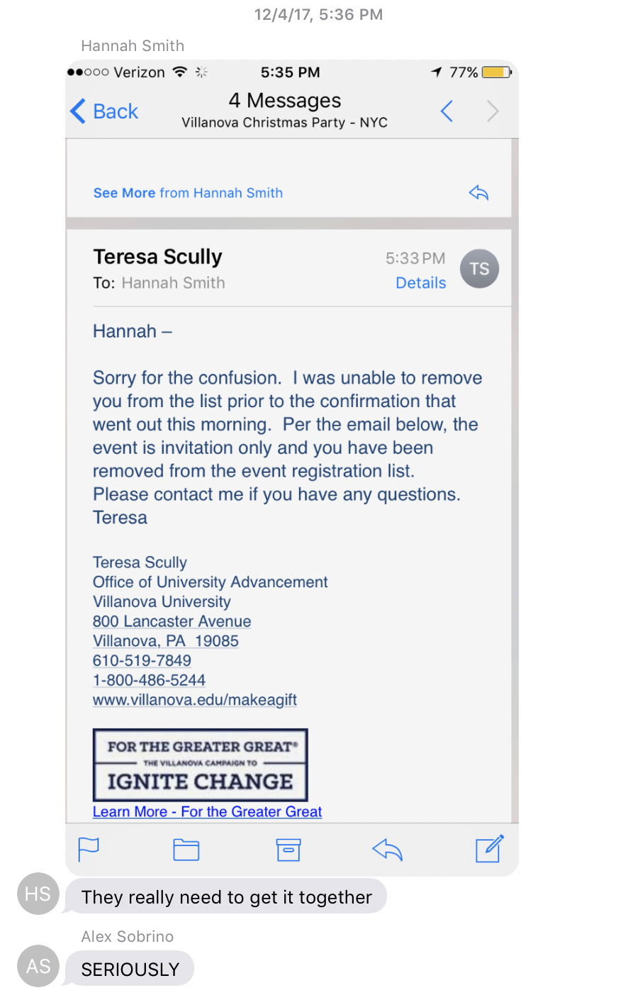 12/4/17, 5:36 PM
Hannah Smith
Verizon 5:35 PM 77%
Back
4 Messages
Villanova Christmas Party - NYC
See More from Hannah Smith
Teresa Scully 5:33 PM
TS
To: Hannah Smith Details
Hannah –
Sorry for the confusion.  I was unable to remove
you from the list prior to the confirmation that
went out this morning.  Per the email below, the
event is invitation only and you have been
removed from the event registration list.
Please contact me if you have any questions.
Teresa
Teresa Scully
Office of University Advancement
Villanova University
800 Lancaster Avenue
Villanova, PA  19085
610-519-7849
1-800-486-5244
www.villanova.edu/makeagift
FOR THE GREATER GREAT®
THE VILLANOVA CAMPAIGN TO
IGNITE CHANGE
Learn More - For the Greater Great
HS
They really need to get it together
Alex Sobrino
AS
SERIOUSLY